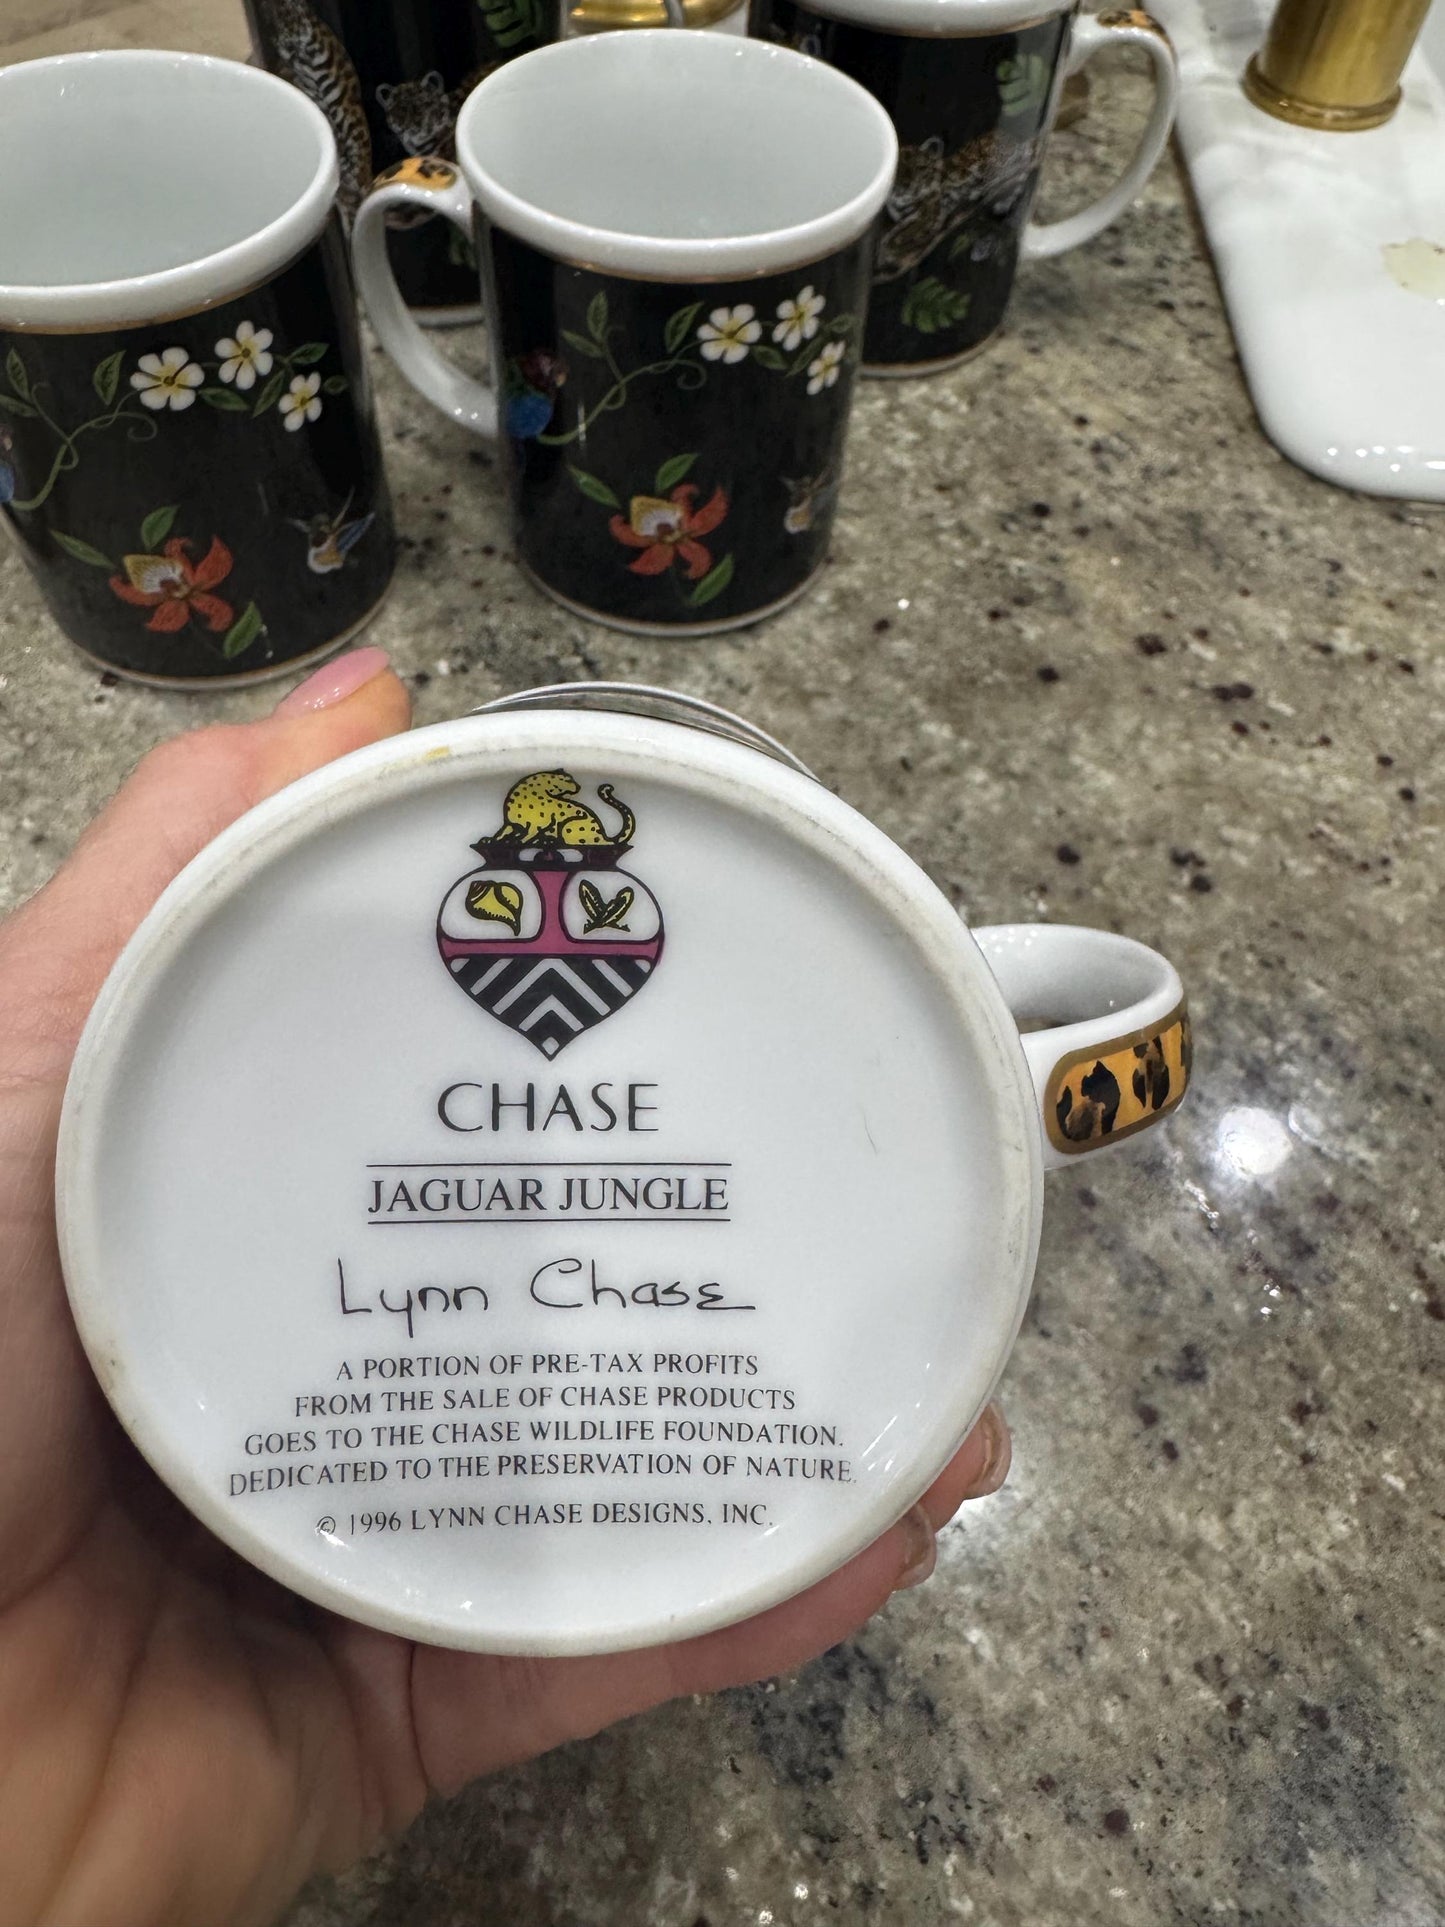 CHASE
JAGUAR JUNGLE
Lynn Chase
A PORTION OF PRE-TAX PROFITS
FROM THE SALE OF CHASE PRODUCTS
GOES TO THE CHASE WILDLIFE FOUNDATION.
DEDICATED TO THE PRESERVATION OF NATURE.
© 1996 LYNN CHASE DESIGNS, INC.